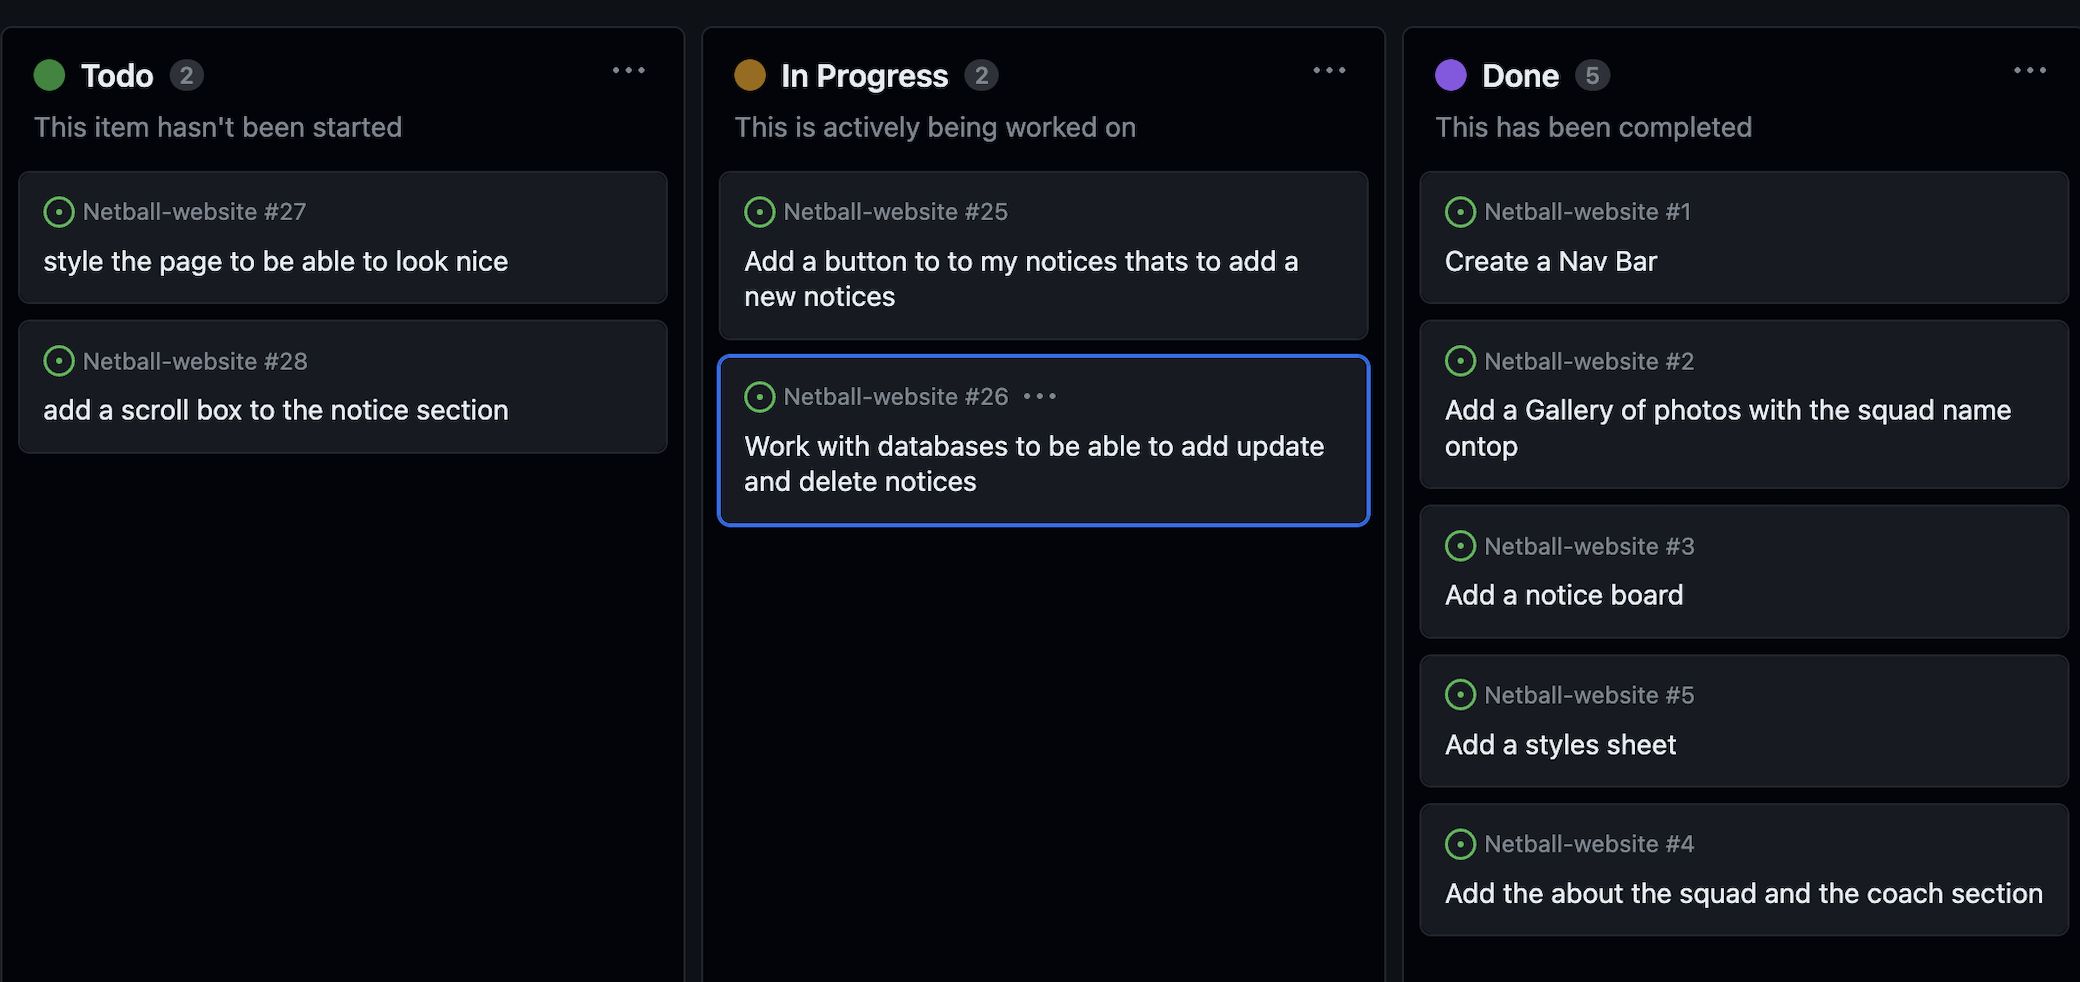 Todo 2
This item hasn't been started
Netball-website #27
style the page to be able to look nice
Netball-website #28
add a scroll box to the notice section
In Progress 2
This is actively being worked on
Netball-website #25
Add a button to to my notices thats to add a
new notices
Netball-website #26
Work with databases to be able to add update
and delete notices
Done 5
This has been completed
Netball-website #1
Create a Nav Bar
Netball-website #2
Add a Gallery of photos with the squad name
ontop
Netball-website #3
Add a notice board
Netball-website #5
Add a styles sheet
Netball-website #4
Add the about the squad and the coach section